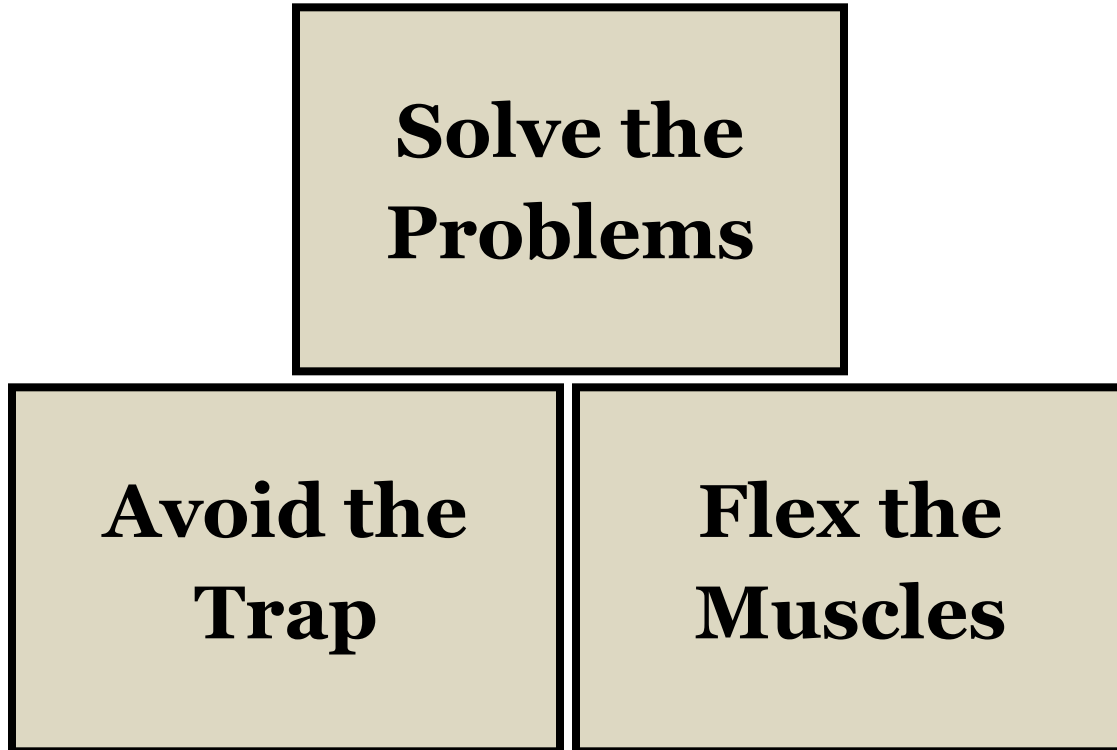 Solve the
Problems
Avoid the
Trap
Flex the
Muscles